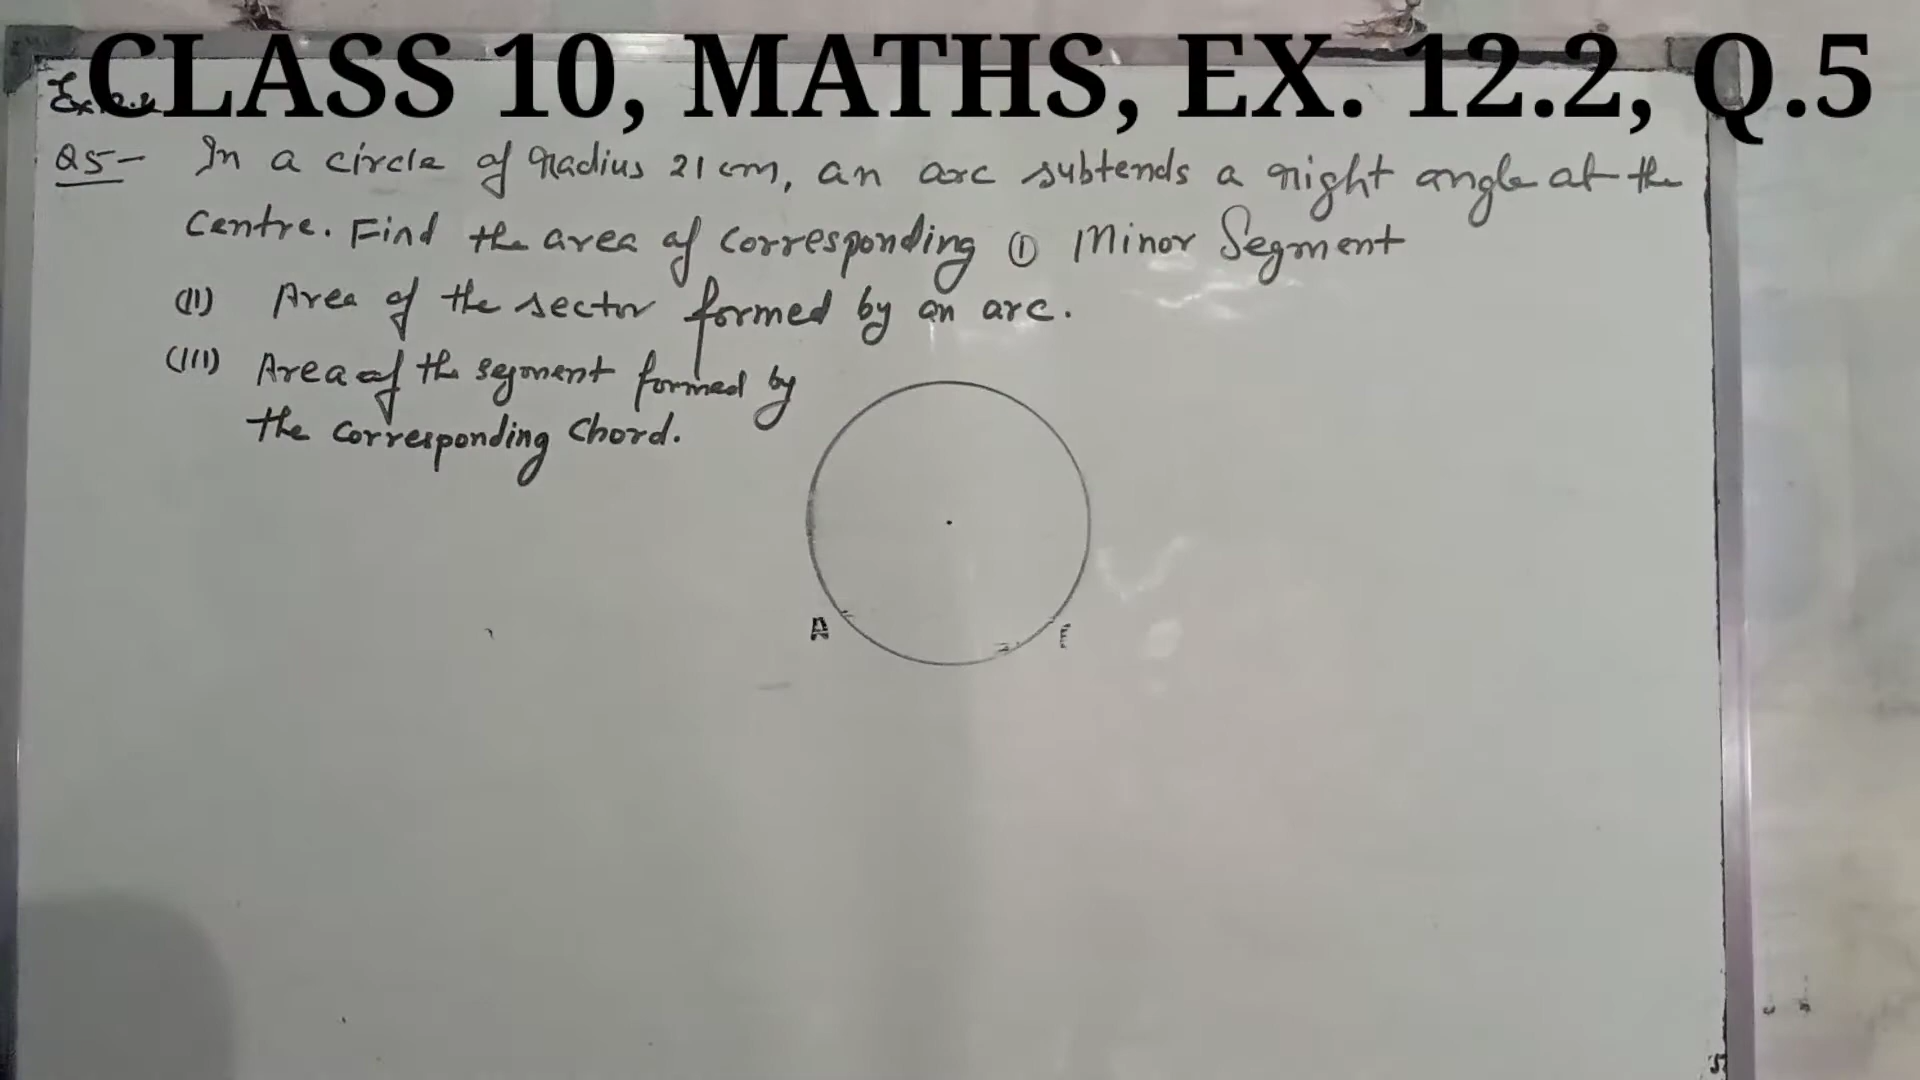 CLASS 10, MATHS, EX. 12.2, Q.5
Q5- In a circle of radius 21 cm, an arc subtends a right angle at the
Centre. Find the area of corresponding (i) Minor Segment
(II) Area of the sector formed by an arc.
(III) Area of the segment formed by
the corresponding Chord.
A